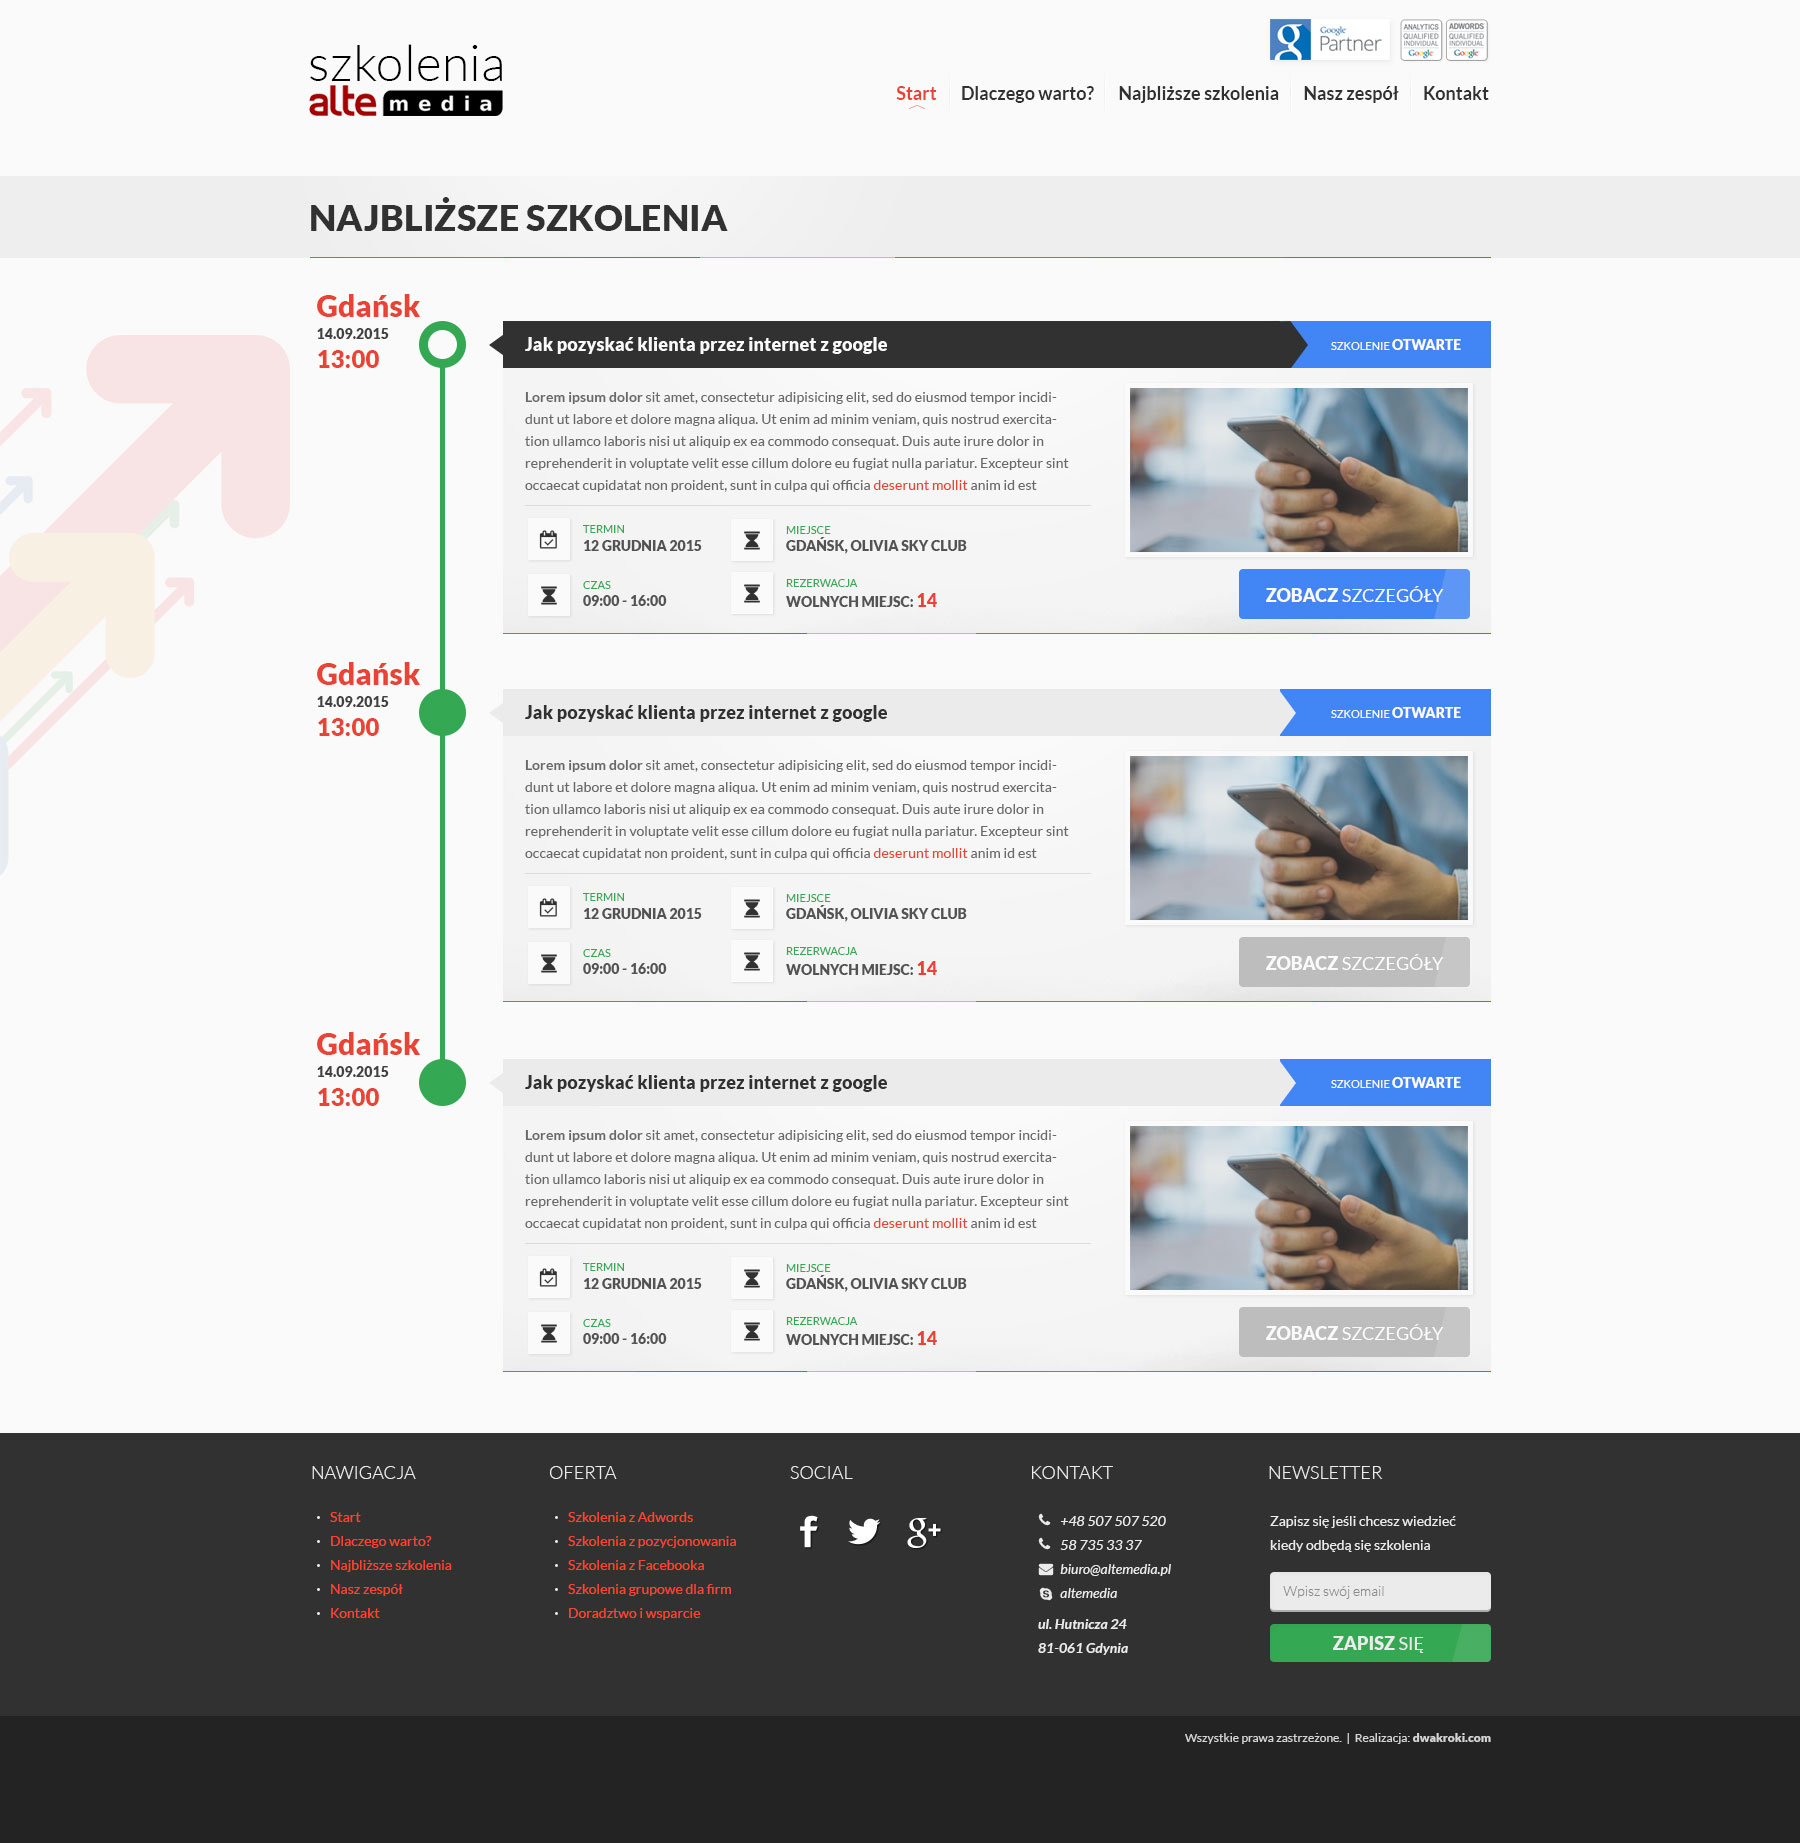 szkolenia
alte media
Google Partner
ANALYTICS QUALIFIED INDIVIDUAL Google
ADWORDS QUALIFIED INDIVIDUAL Google
Start Dlaczego warto? Najbliższe szkolenia Nasz zespół Kontakt
NAJBLIŻSZE SZKOLENIA
Gdańsk
14.09.2015
13:00
Jak pozyskać klienta przez internet z google
SZKOLENIE OTWARTE
Lorem ipsum dolor sit amet, consectetur adipisicing elit, sed do eiusmod tempor incidi-
dunt ut labore et dolore magna aliqua. Ut enim ad minim veniam, quis nostrud exercita-
tion ullamco laboris nisi ut aliquip ex ea commodo consequat. Duis aute irure dolor in
reprehenderit in voluptate velit esse cillum dolore eu fugiat nulla pariatur. Excepteur sint
occaecat cupidatat non proident, sunt in culpa qui officia deserunt mollit anim id est
TERMIN
12 GRUDNIA 2015
MIEJSCE
GDAŃSK, OLIVIA SKY CLUB
CZAS
09:00 - 16:00
REZERWACJA
WOLNYCH MIEJSC: 14
ZOBACZ SZCZEGÓŁY
Gdańsk
14.09.2015
13:00
Jak pozyskać klienta przez internet z google
SZKOLENIE OTWARTE
Lorem ipsum dolor sit amet, consectetur adipisicing elit, sed do eiusmod tempor incidi-
dunt ut labore et dolore magna aliqua. Ut enim ad minim veniam, quis nostrud exercita-
tion ullamco laboris nisi ut aliquip ex ea commodo consequat. Duis aute irure dolor in
reprehenderit in voluptate velit esse cillum dolore eu fugiat nulla pariatur. Excepteur sint
occaecat cupidatat non proident, sunt in culpa qui officia deserunt mollit anim id est
TERMIN
12 GRUDNIA 2015
MIEJSCE
GDAŃSK, OLIVIA SKY CLUB
CZAS
09:00 - 16:00
REZERWACJA
WOLNYCH MIEJSC: 14
ZOBACZ SZCZEGÓŁY
Gdańsk
14.09.2015
13:00
Jak pozyskać klienta przez internet z google
SZKOLENIE OTWARTE
Lorem ipsum dolor sit amet, consectetur adipisicing elit, sed do eiusmod tempor incidi-
dunt ut labore et dolore magna aliqua. Ut enim ad minim veniam, quis nostrud exercita-
tion ullamco laboris nisi ut aliquip ex ea commodo consequat. Duis aute irure dolor in
reprehenderit in voluptate velit esse cillum dolore eu fugiat nulla pariatur. Excepteur sint
occaecat cupidatat non proident, sunt in culpa qui officia deserunt mollit anim id est
TERMIN
12 GRUDNIA 2015
MIEJSCE
GDAŃSK, OLIVIA SKY CLUB
CZAS
09:00 - 16:00
REZERWACJA
WOLNYCH MIEJSC: 14
ZOBACZ SZCZEGÓŁY
NAWIGACJA
Start
Dlaczego warto?
Najbliższe szkolenia
Nasz zespół
Kontakt
OFERTA
Szkolenia z Adwords
Szkolenia z pozycjonowania
Szkolenia z Facebooka
Szkolenia grupowe dla firm
Doradztwo i wsparcie
SOCIAL
KONTAKT
+48 507 507 520
58 735 33 37
biuro@altemedia.pl
altemedia
ul. Hutnicza 24
81-061 Gdynia
NEWSLETTER
Zapisz się jeśli chcesz wiedzieć
kiedy odbędą się szkolenia
Wpisz swój email
ZAPISZ SIĘ
Wszystkie prawa zastrzeżone. | Realizacja: dwakroki.com